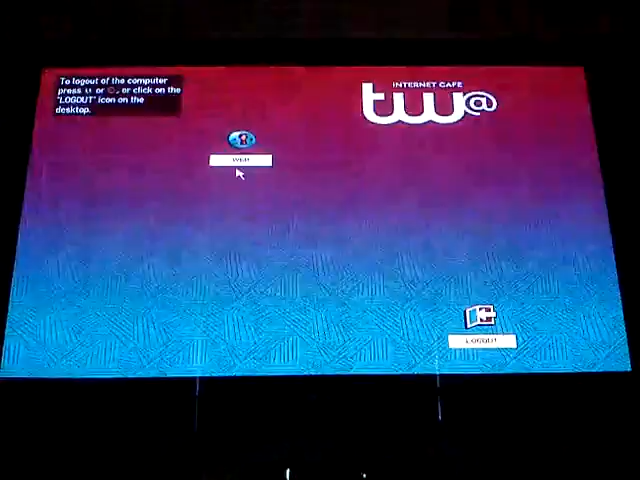 To logout of the computer
press or , or click on the
"LOGOUT" icon on the
desktop.
INTERNET CAFE
tw@
WEB
LOGOUT